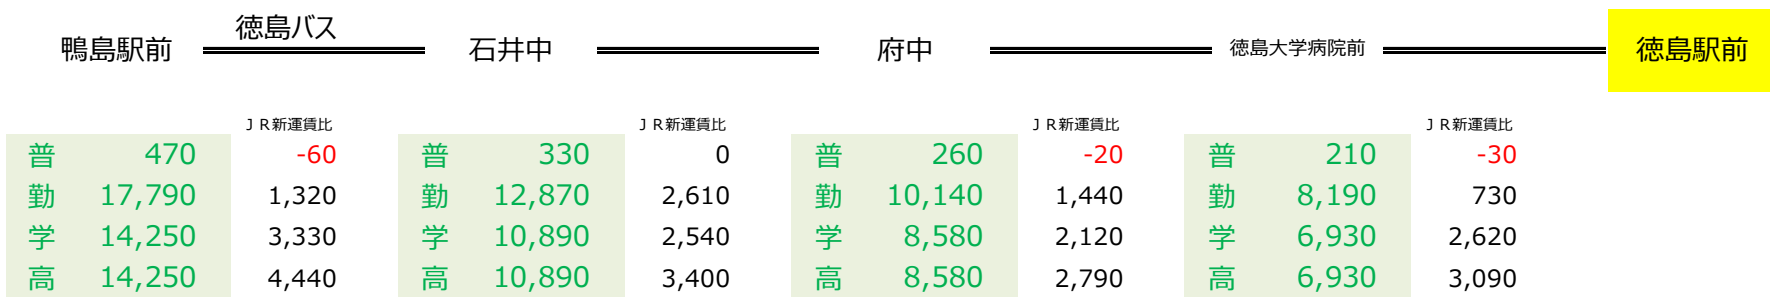 徳島バス
鴨島駅前 石井中 府中 徳島大学病院前 徳島駅前
ＪＲ新運賃比 ＪＲ新運賃比 ＪＲ新運賃比 ＪＲ新運賃比
普 470 -60 普 330 0 普 260 -20 普 210 -30
勤 17,790 1,320 勤 12,870 2,610 勤 10,140 1,440 勤 8,190 730
学 14,250 3,330 学 10,890 2,540 学 8,580 2,120 学 6,930 2,620
高 14,250 4,440 高 10,890 3,400 高 8,580 2,790 高 6,930 3,090